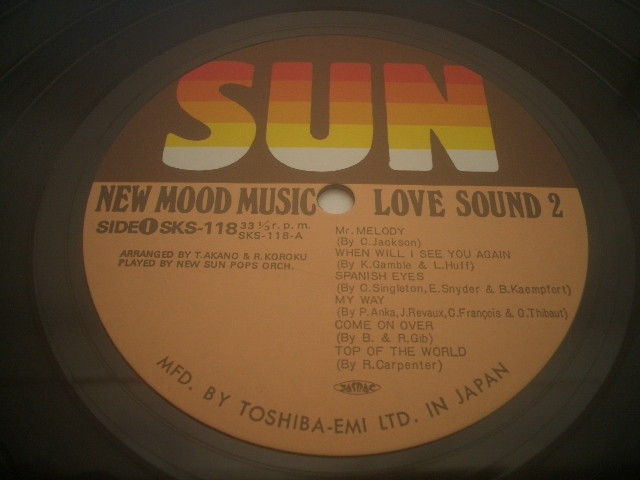 SUN
NEW MOOD MUSIC LOVE SOUND 2
SIDE 1 SKS-118 33 1/3 r. p. m.
SKS-118-A
ARRANGED BY T. AKANO & R. KOROKU
PLAYED BY NEW SUN POPS ORCH.
Mr. MELODY
(By C. Jackson)
WHEN WILL I SEE YOU AGAIN
(By K. Gamble & L. Huff)
SPANISH EYES
(By C. Singleton, E. Snyder & B. Kaempfert)
MY WAY
(By P. Anka, J. Revaux, C. François & G. Thibaut)
COME ON OVER
(By B. & R. Gib)
TOP OF THE WORLD
(By R. Carpenter)
JASRAC
MFD. BY TOSHIBA-EMI LTD. IN JAPAN